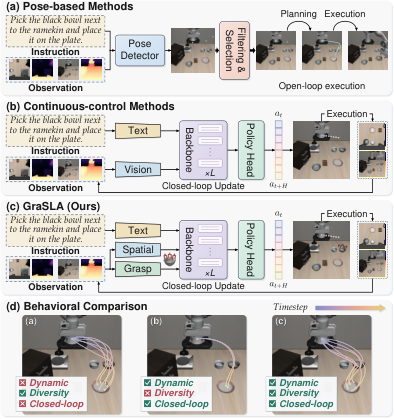 (a) Pose-based Methods
Pick the black bowl next
to the ramekin and place
it on the plate.
Instruction
Observation
Pose
Detector
Filtering &
Selection
Planning
Execution
Open-loop execution
(b) Continuous-control Methods
Pick the black bowl next
to the ramekin and place
it on the plate.
Instruction
Observation
Text
Vision
Backbone
×L
Policy Head
a_t
a_{t+H}
Execution
Closed-loop Update
(c) GraSLA (Ours)
Pick the black bowl next
to the ramekin and place
it on the plate.
Instruction
Observation
Text
Spatial
Grasp
Backbone
×L
Policy Head
a_t
a_{t+H}
Execution
Closed-loop Update
(d) Behavioral Comparison
Timestep
(a)
Dynamic
Diversity
Closed-loop
(b)
Dynamic
Diversity
Closed-loop
(c)
Dynamic
Diversity
Closed-loop